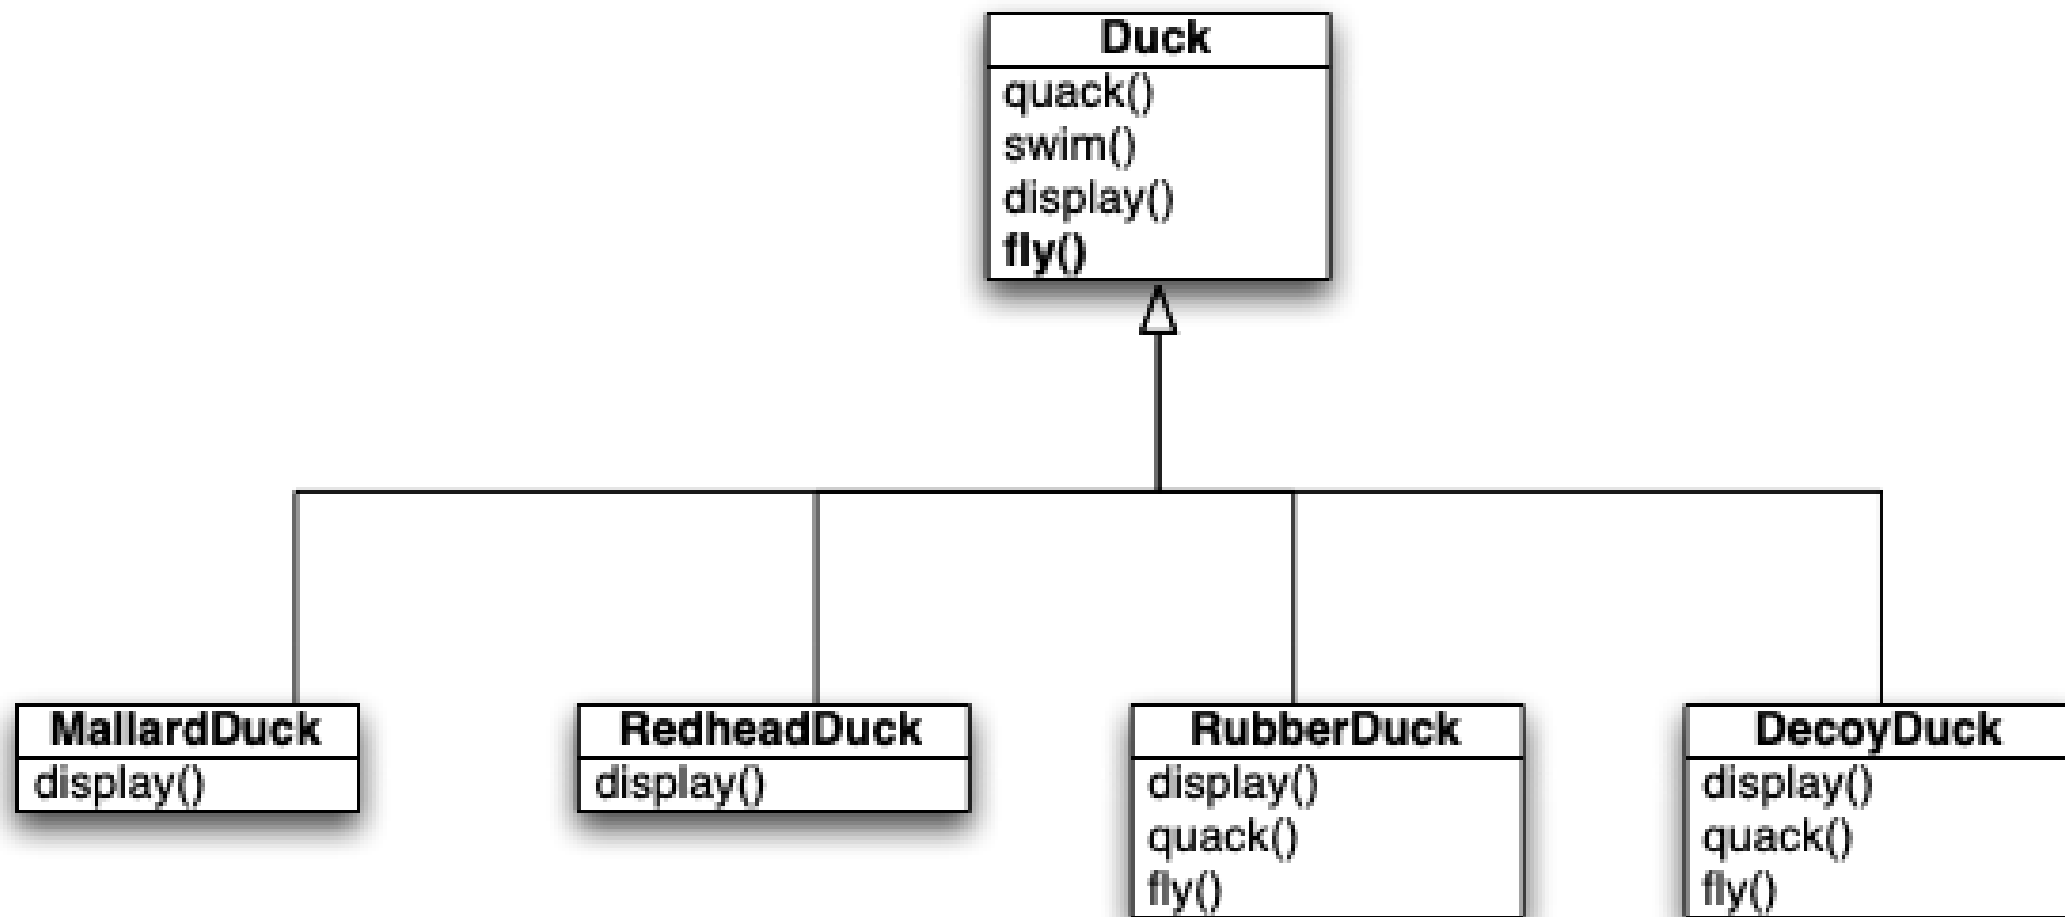 Duck
quack()
swim()
display()
fly()
MallardDuck
display()
RedheadDuck
display()
RubberDuck
display()
quack()
fly()
DecoyDuck
display()
quack()
fly()